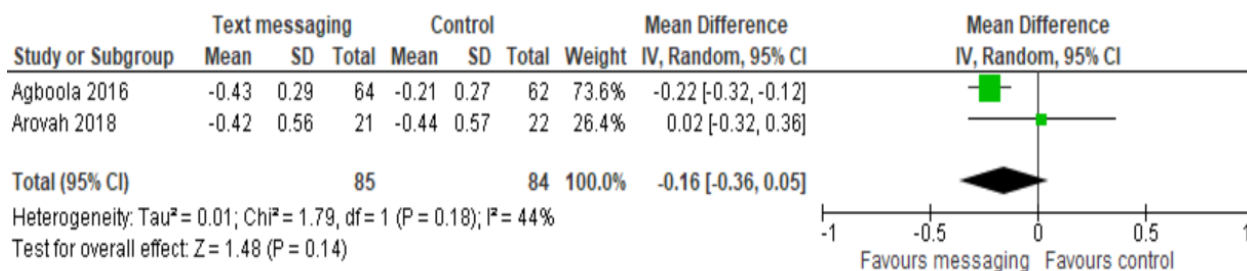 Text messaging Control Mean Difference Mean Difference
Study or Subgroup Mean SD Total Mean SD Total Weight IV, Random, 95% CI IV, Random, 95% CI
Agboola 2016 -0.43 0.29 64 -0.21 0.27 62 73.6% -0.22 [-0.32, -0.12]
Arovah 2018 -0.42 0.56 21 -0.44 0.57 22 26.4% 0.02 [-0.32, 0.36]
Total (95% CI) 85 84 100.0% -0.16 [-0.36, 0.05]
Heterogeneity: Tau² = 0.01; Chi² = 1.79, df = 1 (P = 0.18); I² = 44%
Test for overall effect: Z = 1.48 (P = 0.14)
-1 -0.5 0 0.5 1
Favours messaging Favours control